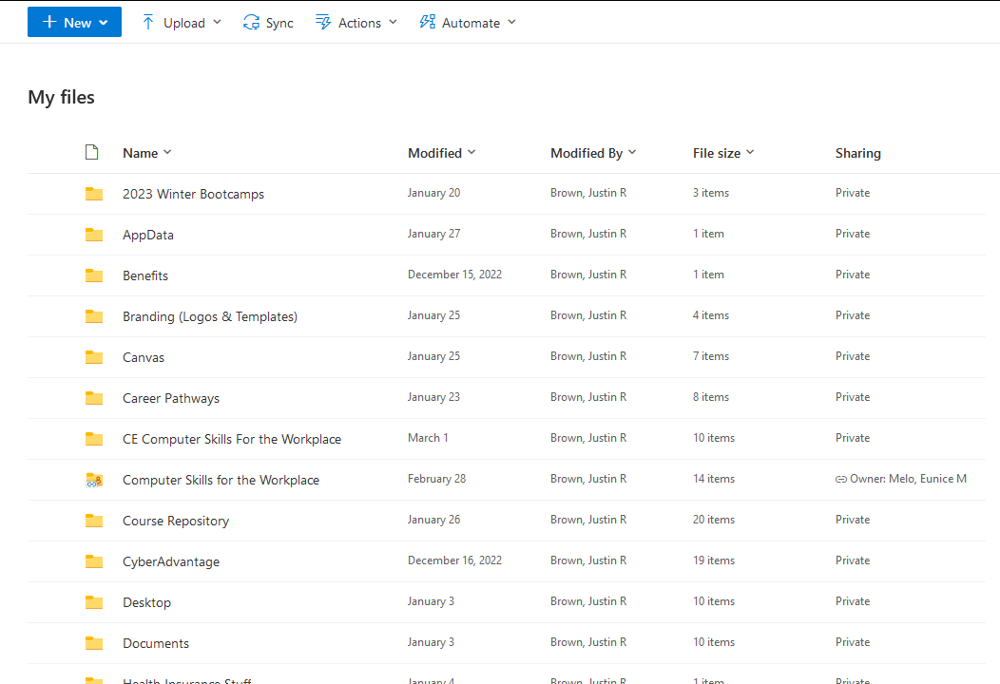 New Upload Sync Actions Automate
My files
Name Modified Modified By File size Sharing
2023 Winter Bootcamps January 20 Brown, Justin R 3 items Private
AppData January 27 Brown, Justin R 1 item Private
Benefits December 15, 2022 Brown, Justin R 1 item Private
Branding (Logos & Templates) January 25 Brown, Justin R 4 items Private
Canvas January 25 Brown, Justin R 7 items Private
Career Pathways January 23 Brown, Justin R 8 items Private
CE Computer Skills For the Workplace March 1 Brown, Justin R 10 items Private
Computer Skills for the Workplace February 28 Brown, Justin R 14 items Owner: Melo, Eunice M
Course Repository January 26 Brown, Justin R 20 items Private
CyberAdvantage December 16, 2022 Brown, Justin R 19 items Private
Desktop January 3 Brown, Justin R 10 items Private
Documents January 3 Brown, Justin R 10 items Private
Health Insurance Stuff January 4 Brown, Justin R 1 item Private